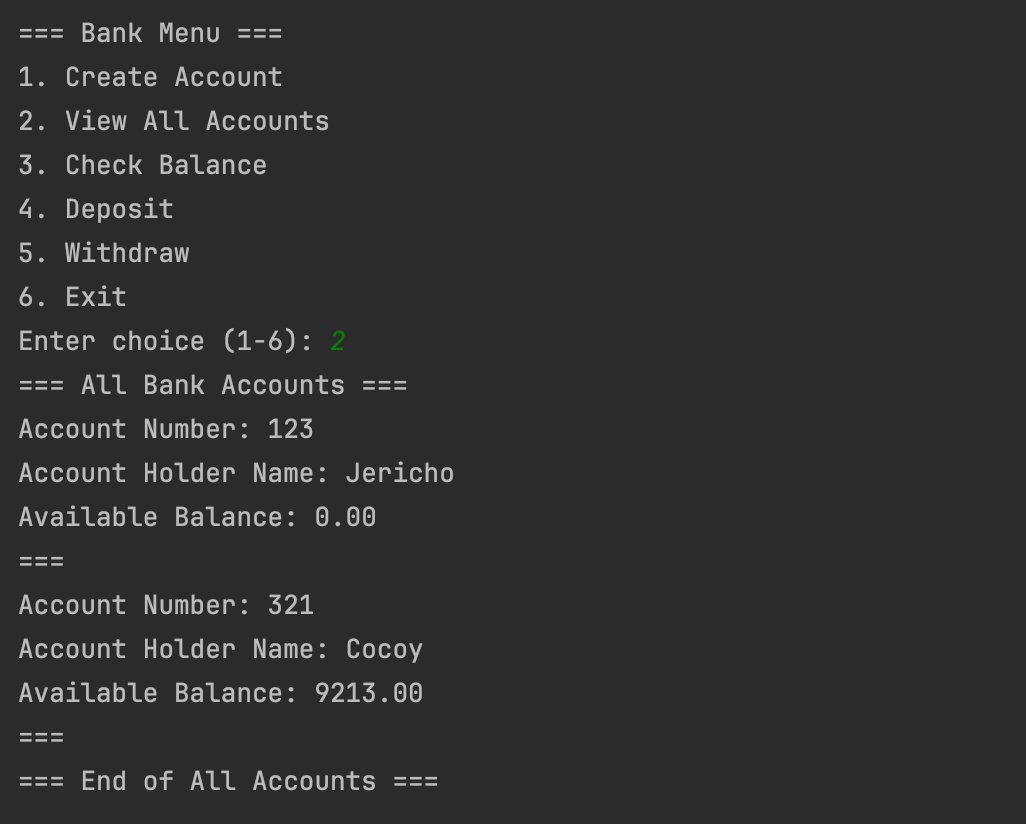 === Bank Menu ===
1. Create Account
2. View All Accounts
3. Check Balance
4. Deposit
5. Withdraw
6. Exit
Enter choice (1-6): 2
=== All Bank Accounts ===
Account Number: 123
Account Holder Name: Jericho
Available Balance: 0.00
===
Account Number: 321
Account Holder Name: Cocoy
Available Balance: 9213.00
===
=== End of All Accounts ===